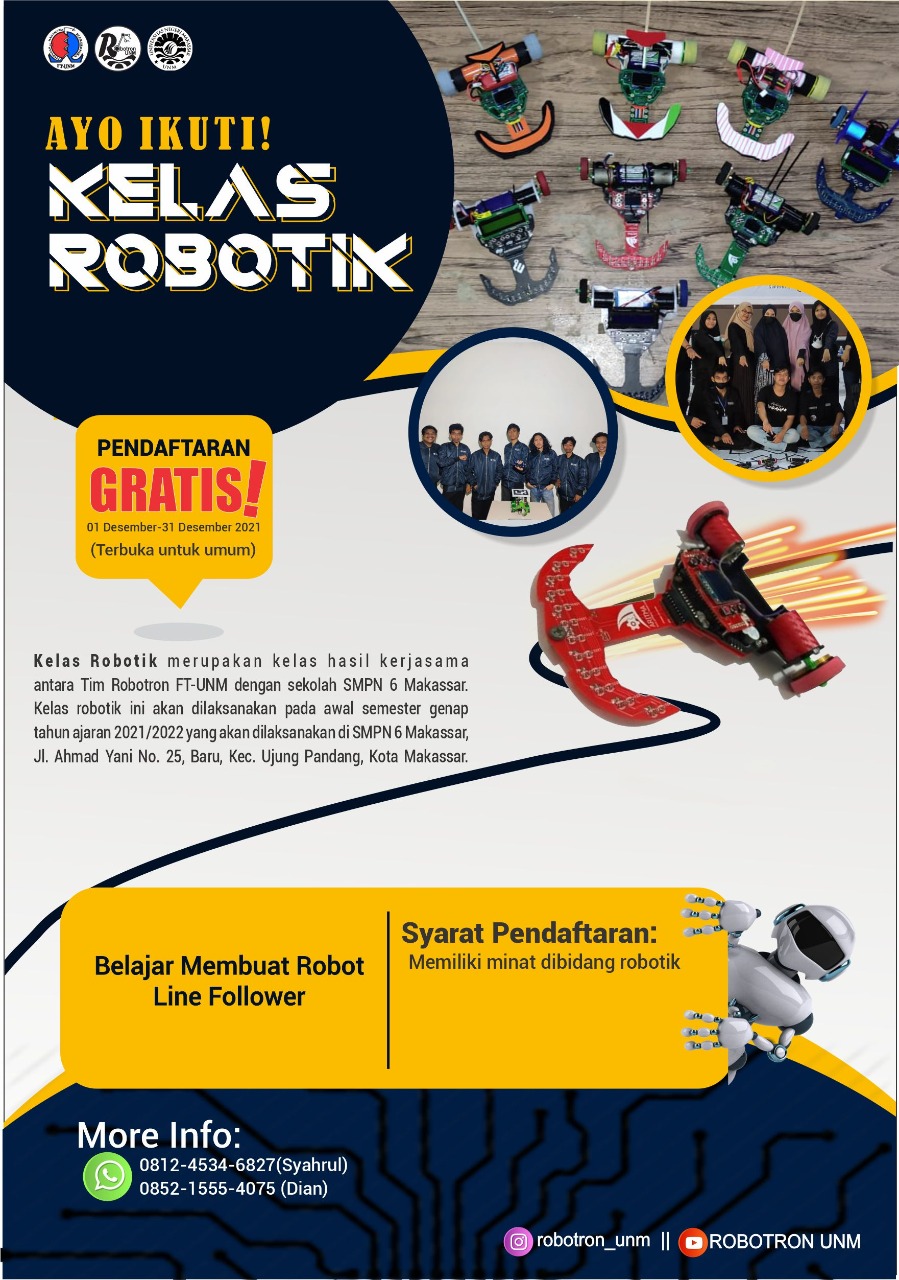 AYO IKUTI!
KELAS
ROBOTIK
PENDAFTARAN
GRATIS!
01 Desember-31 Desember 2021
(Terbuka untuk umum)
Kelas Robotik merupakan kelas hasil kerjasama
antara Tim Robotron FT-UNM dengan sekolah SMPN 6 Makassar.
Kelas robotik ini akan dilaksanakan pada awal semester genap
tahun ajaran 2021/2022 yang akan dilaksanakan di SMPN 6 Makassar,
Jl. Ahmad Yani No. 25, Baru, Kec. Ujung Pandang, Kota Makassar.
Belajar Membuat Robot
Line Follower
Syarat Pendaftaran:
Memiliki minat dibidang robotik
More Info:
0812-4534-6827(Syahrul)
0852-1555-4075 (Dian)
robotron_unm || ROBOTRON UNM